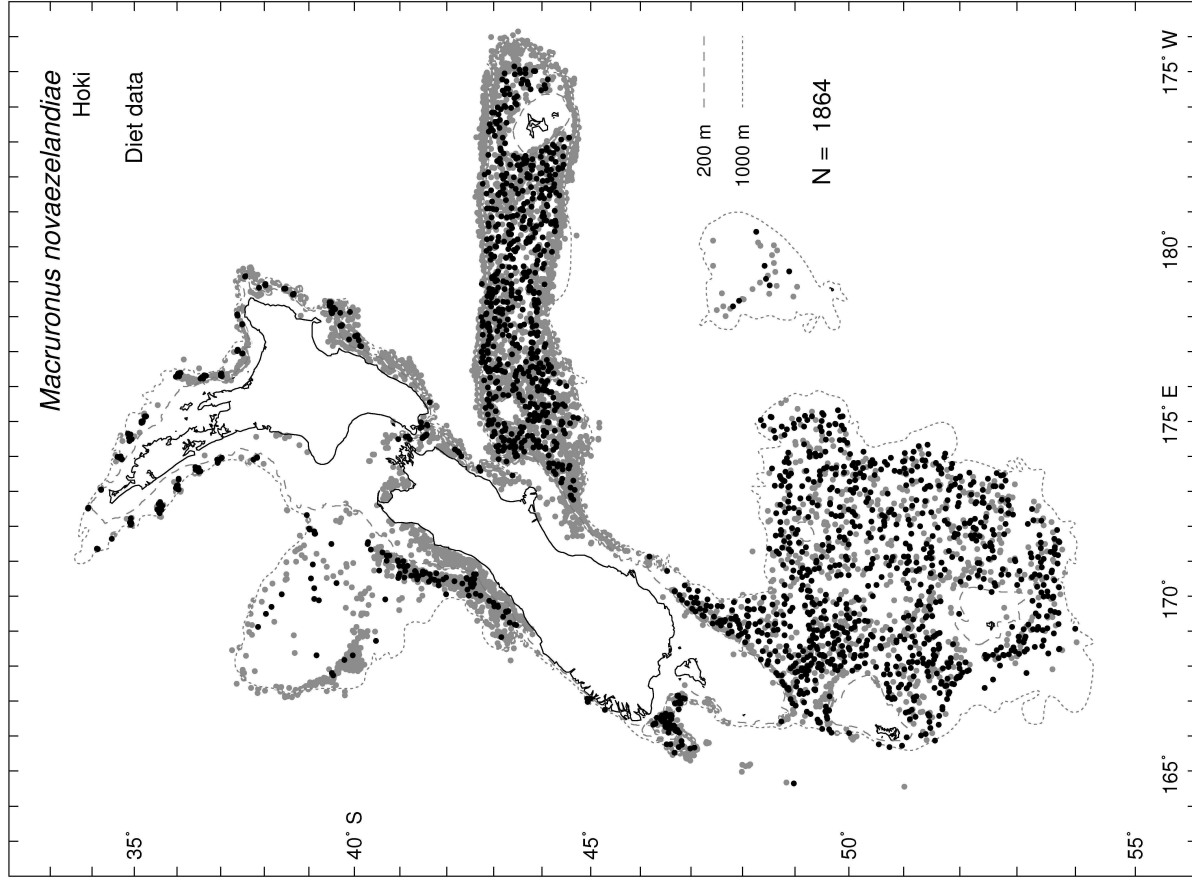 Macruronus novaezelandiae
Hoki
Diet data
35°
40° S
45°
50°
55°
165°
170°
175° E
180°
175° W
200 m
1000 m
N = 1864